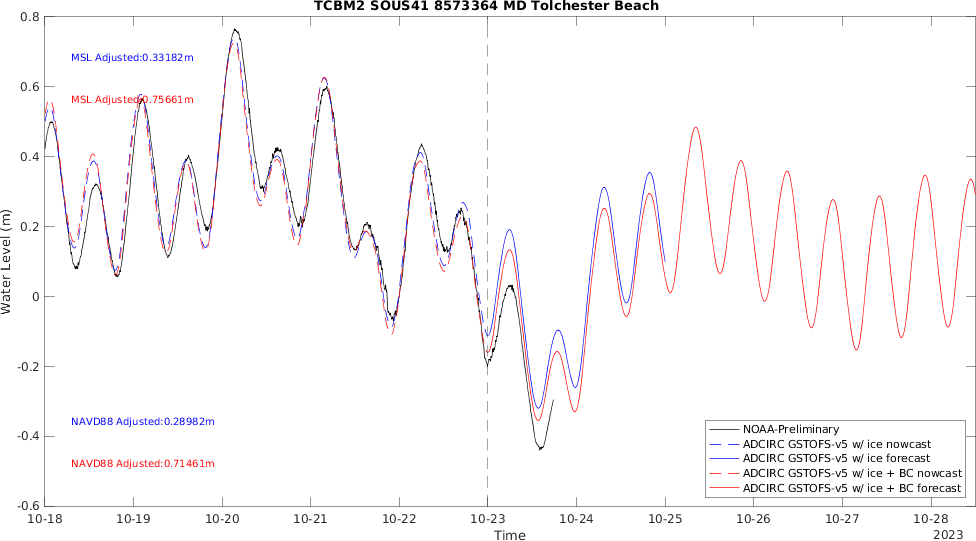 TCBM2 SOUS41 8573364 MD Tolchester Beach
0.8
0.6
0.4
0.2
0
-0.2
-0.4
-0.6
Water Level (m)
MSL Adjusted:0.33182m
MSL Adjusted:0.75661m
NAVD88 Adjusted:0.28982m
NAVD88 Adjusted:0.71461m
NOAA-Preliminary
ADCIRC GSTOFS-v5 w/ ice nowcast
ADCIRC GSTOFS-v5 w/ ice forecast
ADCIRC GSTOFS-v5 w/ ice + BC nowcast
ADCIRC GSTOFS-v5 w/ ice + BC forecast
10-18 10-19 10-20 10-21 10-22 10-23 10-24 10-25 10-26 10-27 10-28
Time
2023